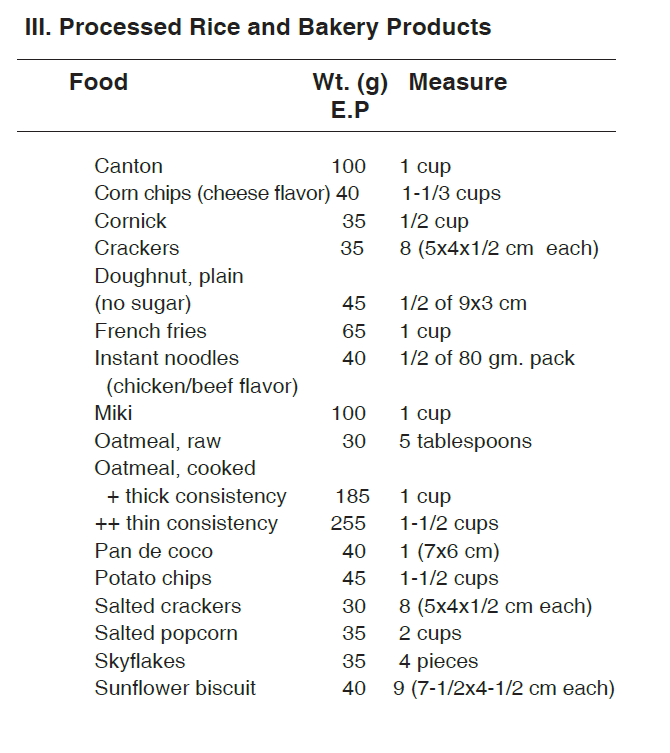 III. Processed Rice and Bakery Products
Food Wt. (g) Measure
E.P
Canton 100 1 cup
Corn chips (cheese flavor) 40 1-1/3 cups
Cornick 35 1/2 cup
Crackers 35 8 (5x4x1/2 cm each)
Doughnut, plain
(no sugar) 45 1/2 of 9x3 cm
French fries 65 1 cup
Instant noodles 40 1/2 of 80 gm. pack
(chicken/beef flavor)
Miki 100 1 cup
Oatmeal, raw 30 5 tablespoons
Oatmeal, cooked
+ thick consistency 185 1 cup
++ thin consistency 255 1-1/2 cups
Pan de coco 40 1 (7x6 cm)
Potato chips 45 1-1/2 cups
Salted crackers 30 8 (5x4x1/2 cm each)
Salted popcorn 35 2 cups
Skyflakes 35 4 pieces
Sunflower biscuit 40 9 (7-1/2x4-1/2 cm each)